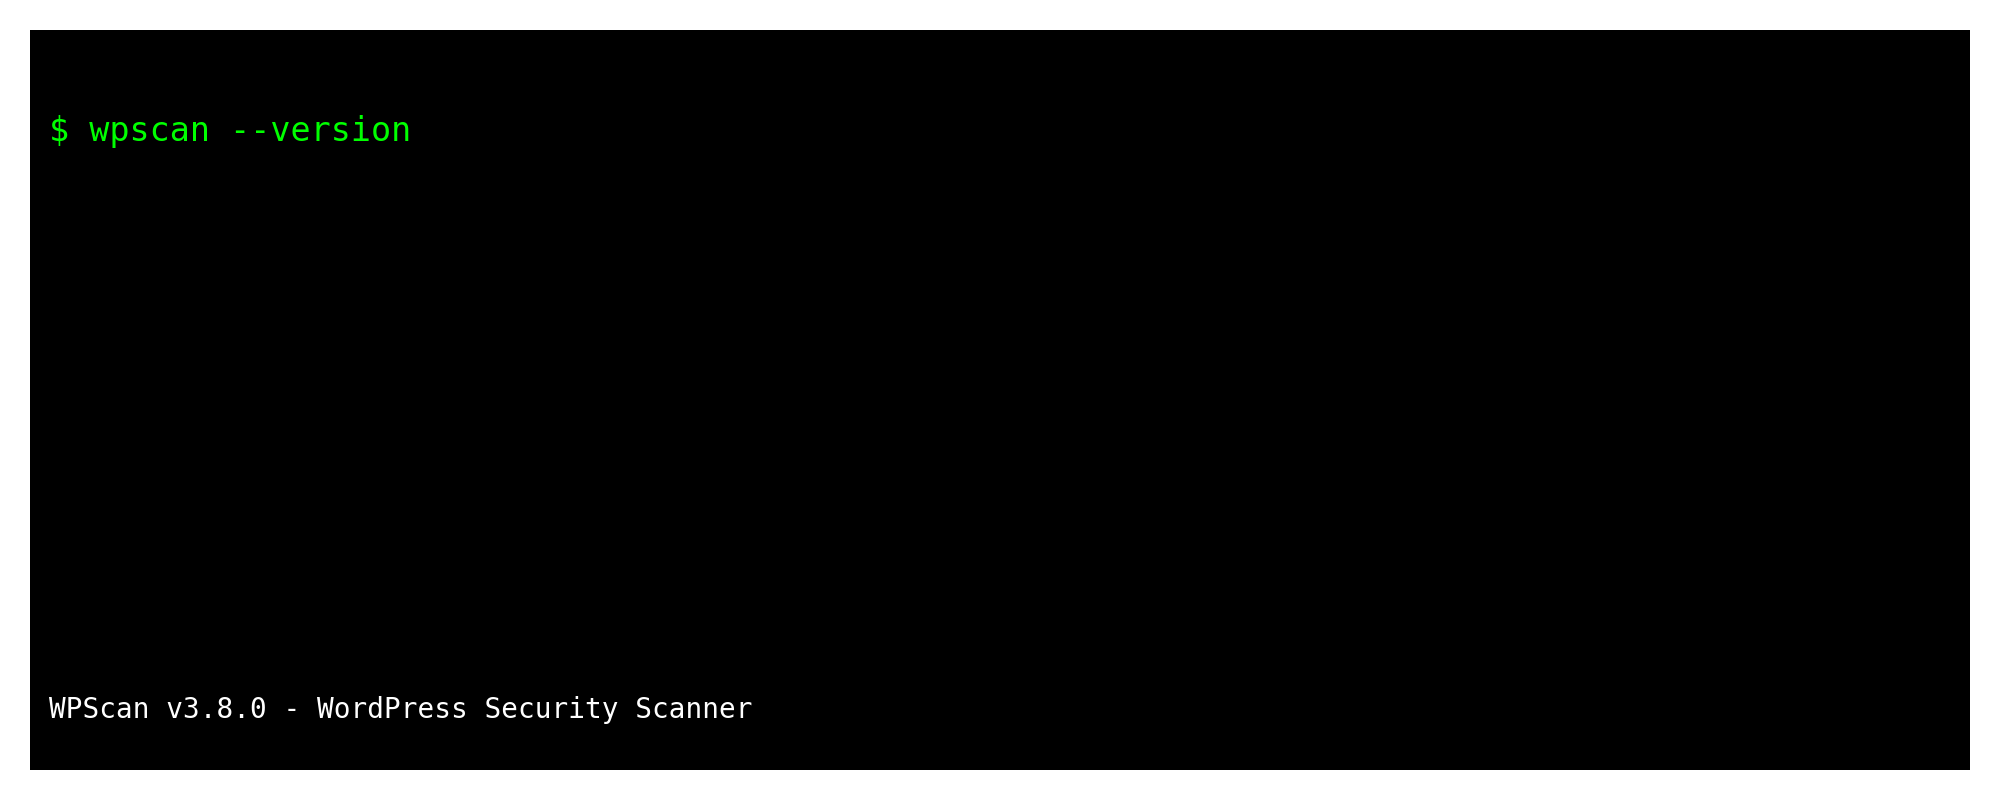 $ wpscan --version
WPScan v3.8.0 - WordPress Security Scanner